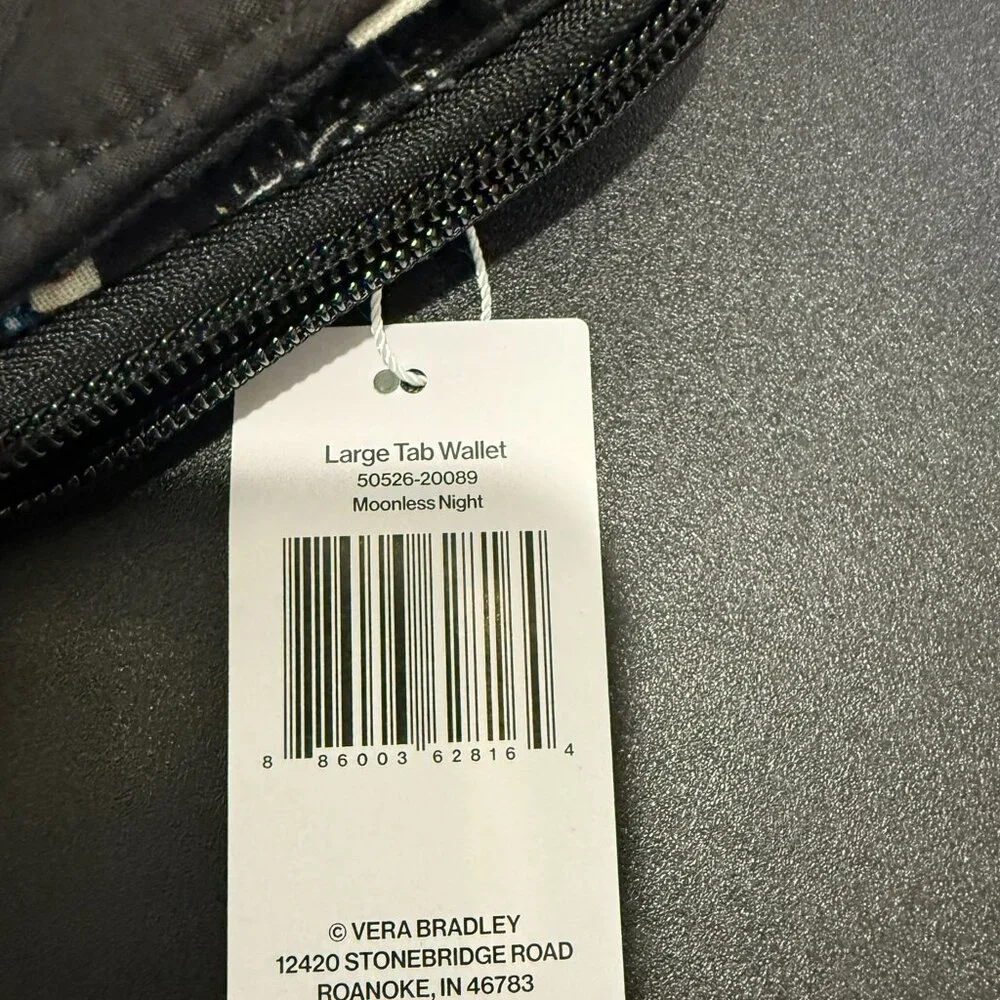 Large Tab Wallet
50526-20089
Moonless Night
8 86003 62816 4
© VERA BRADLEY
12420 STONEBRIDGE ROAD
ROANOKE, IN 46783